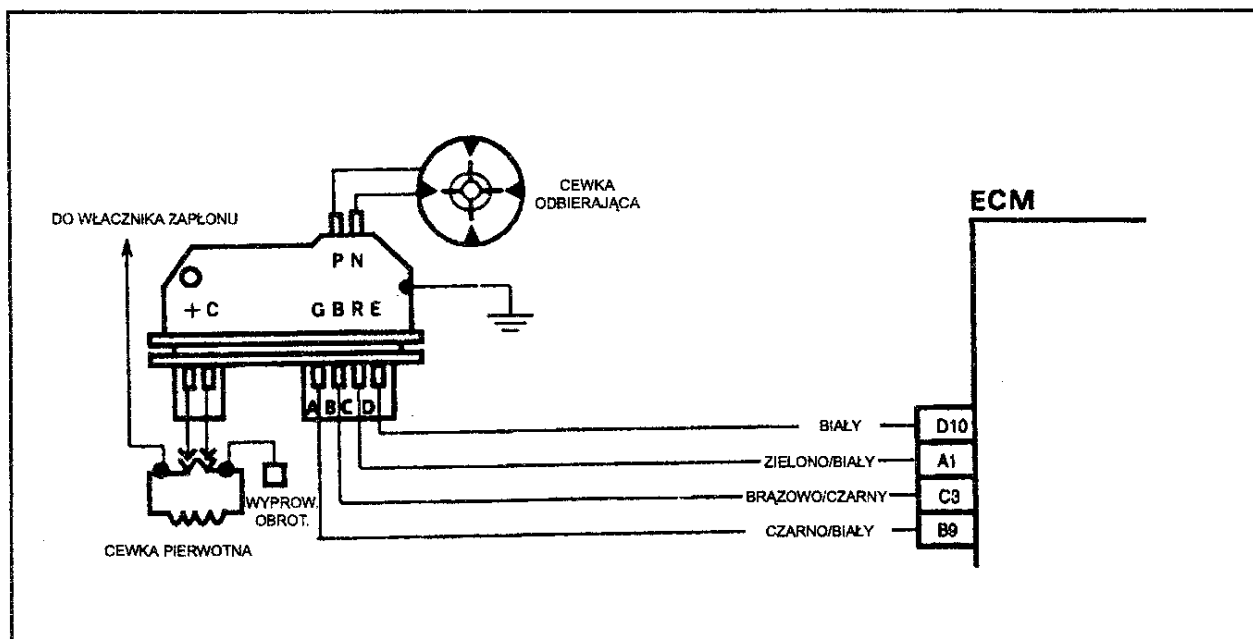 CEWKA
ODBIERAJĄCA
ECM
DO WŁACZNIKA ZAPŁONU
P N
+ C
G B R E
A B C D
BIAŁY
D10
ZIELONO/BIAŁY
A1
BRĄZOWO/CZARNY
C3
WYPROW.
OBROT.
CZARNO/BIAŁY
B9
CEWKA PIERWOTNA